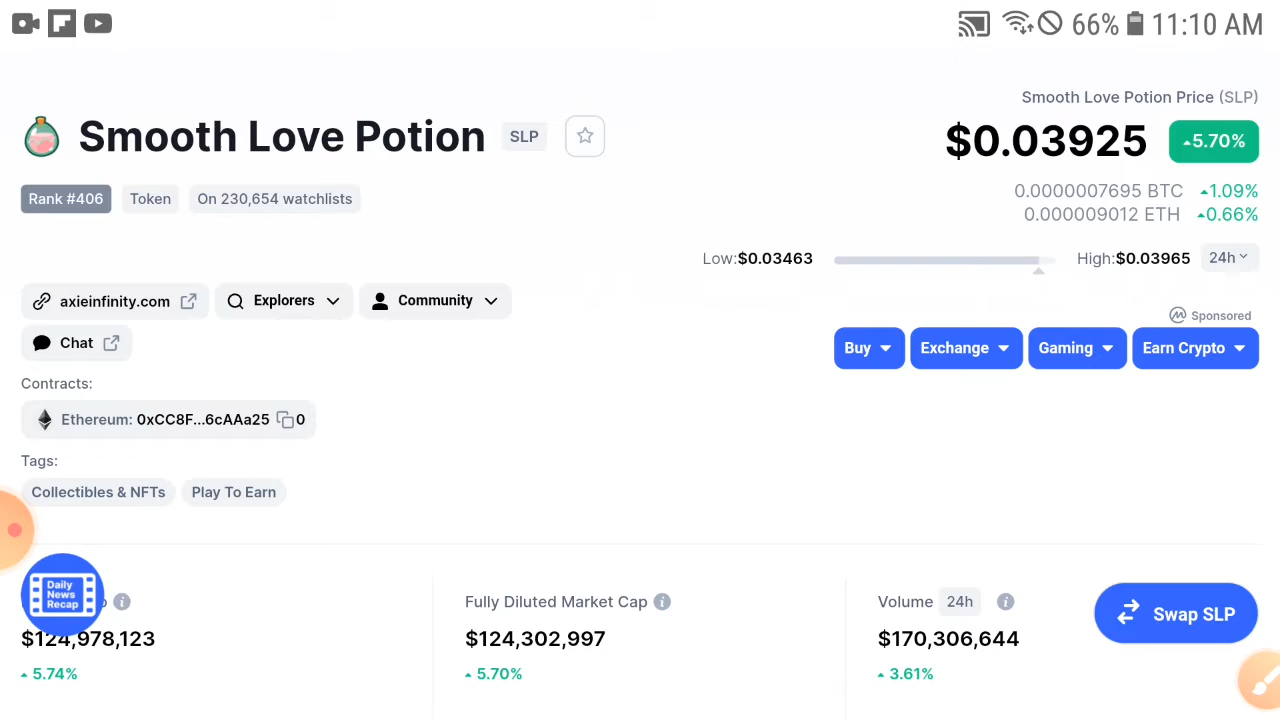 66% 11:10 AM
Smooth Love Potion Price (SLP)
Smooth Love Potion SLP
$0.03925 5.70%
Rank #406 Token On 230,654 watchlists
0.0000007695 BTC 1.09%
0.000009012 ETH 0.66%
Low:$0.03463 High:$0.03965 24h
axieinfinity.com Explorers Community
Sponsored
Chat
Buy Exchange Gaming Earn Crypto
Contracts:
Ethereum: 0xCC8F...6cAAa25 0
Tags:
Collectibles & NFTs Play To Earn
Daily
News
Recap
Fully Diluted Market Cap Volume 24h
Swap SLP
$124,978,123 $124,302,997 $170,306,644
5.74% 5.70% 3.61%